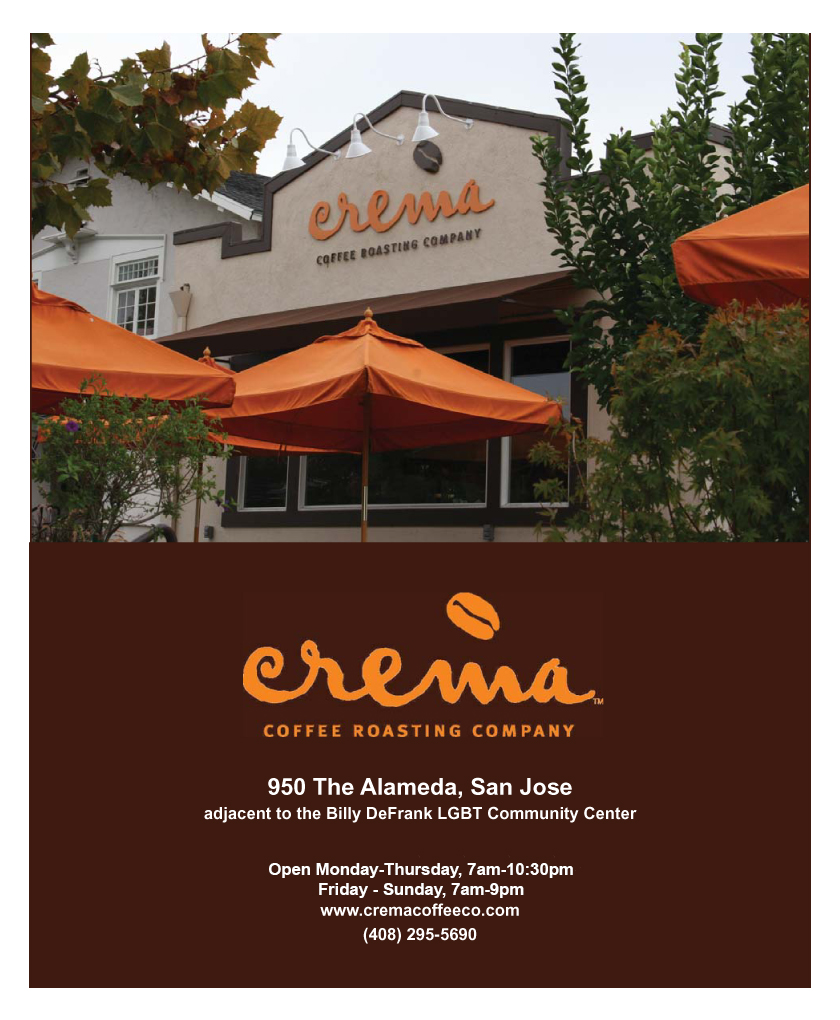 crema
COFFEE ROASTING COMPANY
crema™
COFFEE ROASTING COMPANY
950 The Alameda, San Jose
adjacent to the Billy DeFrank LGBT Community Center
Open Monday-Thursday, 7am-10:30pm
Friday - Sunday, 7am-9pm
www.cremacoffeeco.com
(408) 295-5690